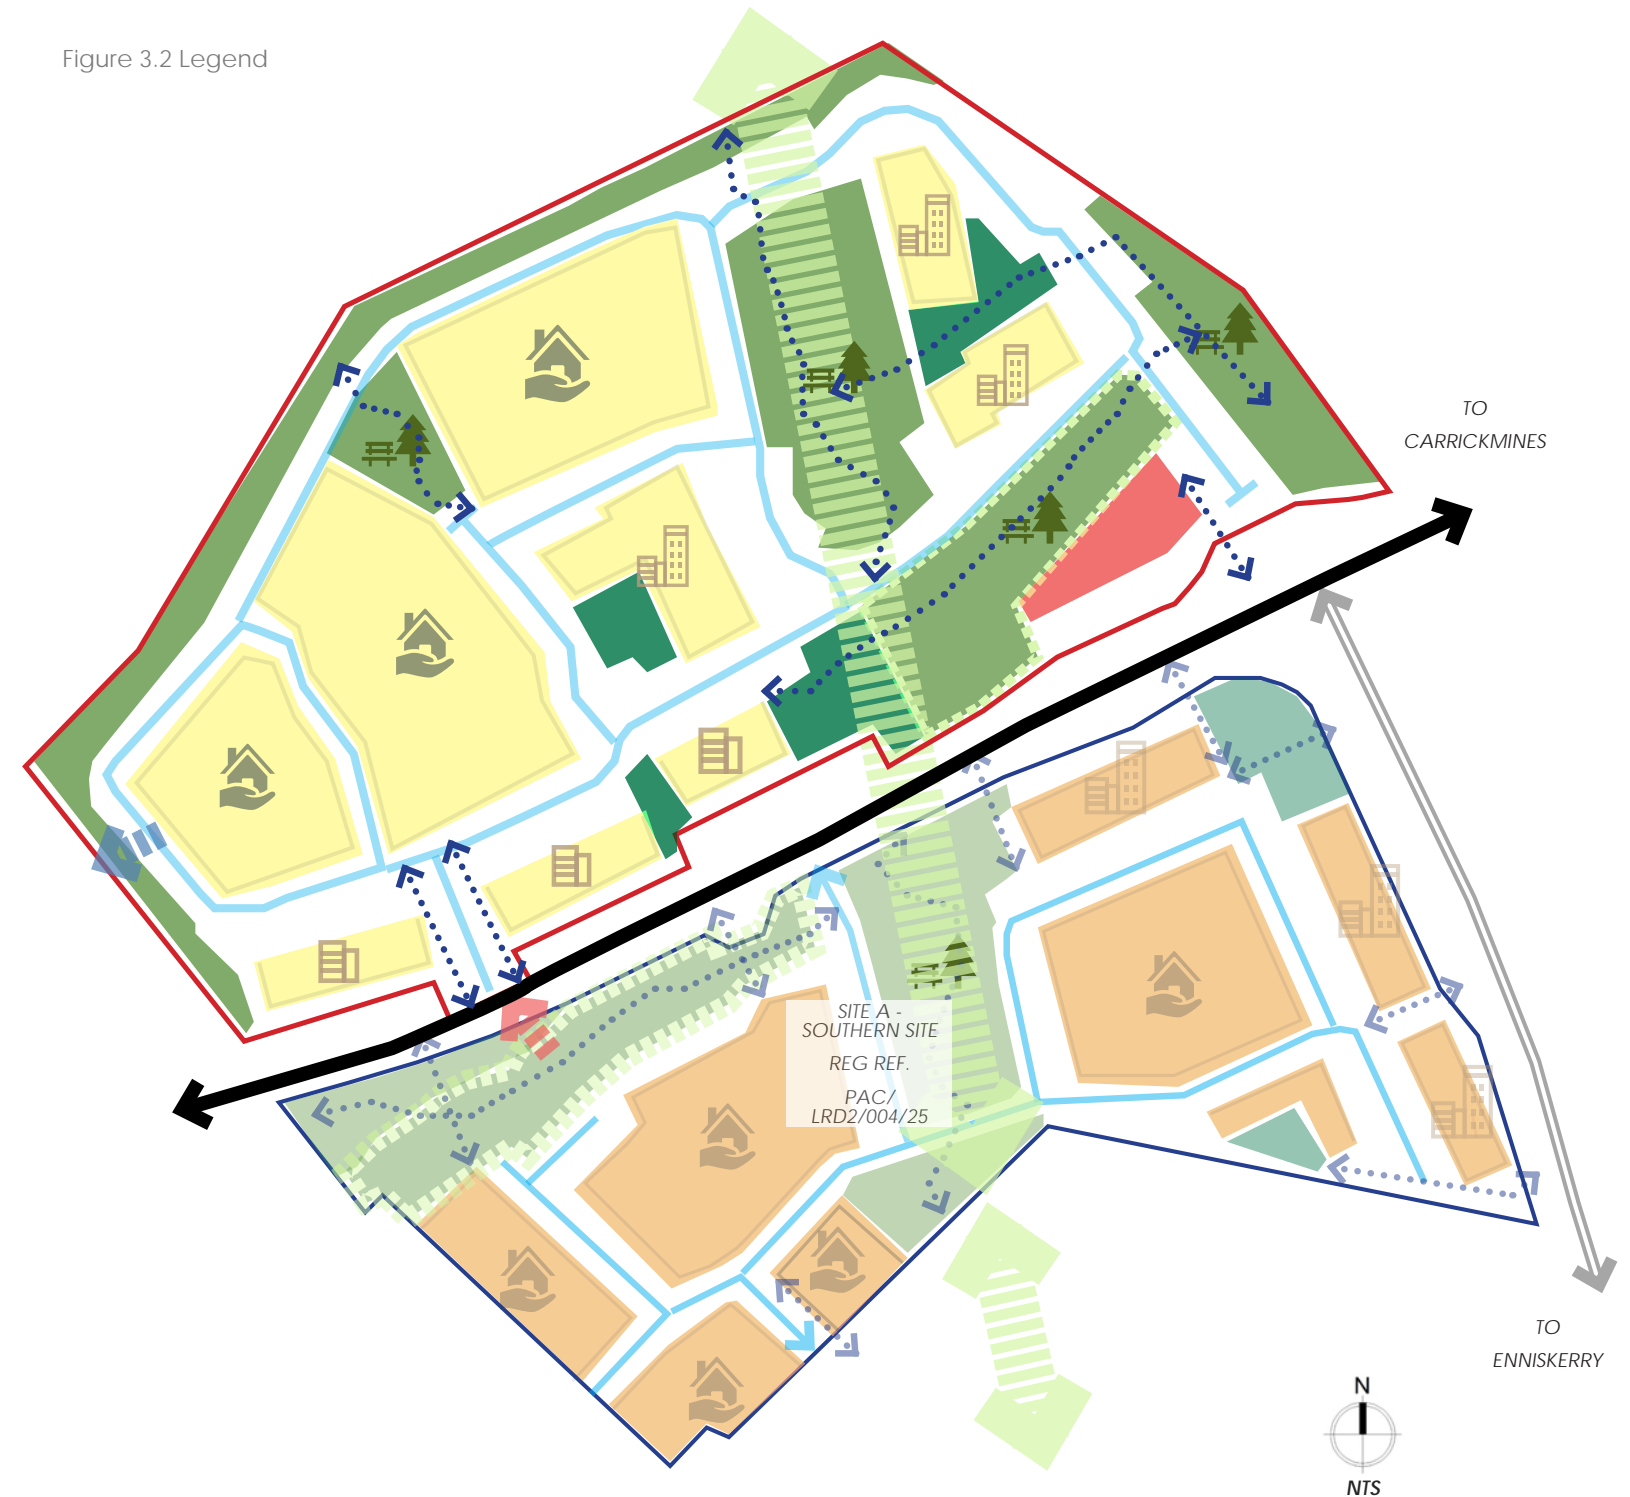 Figure 3.2 Legend
TO
CARRICKMINES
SITE A -
SOUTHERN SITE
REG REF.
PAC/
LRD2/004/25
TO
ENNISKERRY
N
NTS